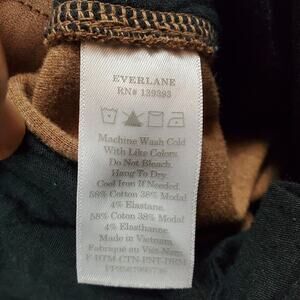 EVERLANE
RN# 139393
Machine Wash Cold
With Like Colors.
Do Not Bleach.
Hang To Dry.
Cool Iron If Needed.
58% Cotton 38% Modal
4% Elastane.
58% Coton 38% Modal
4% Elasthanne.
Made in Vietnam
Fabriqué au Viet-Nam